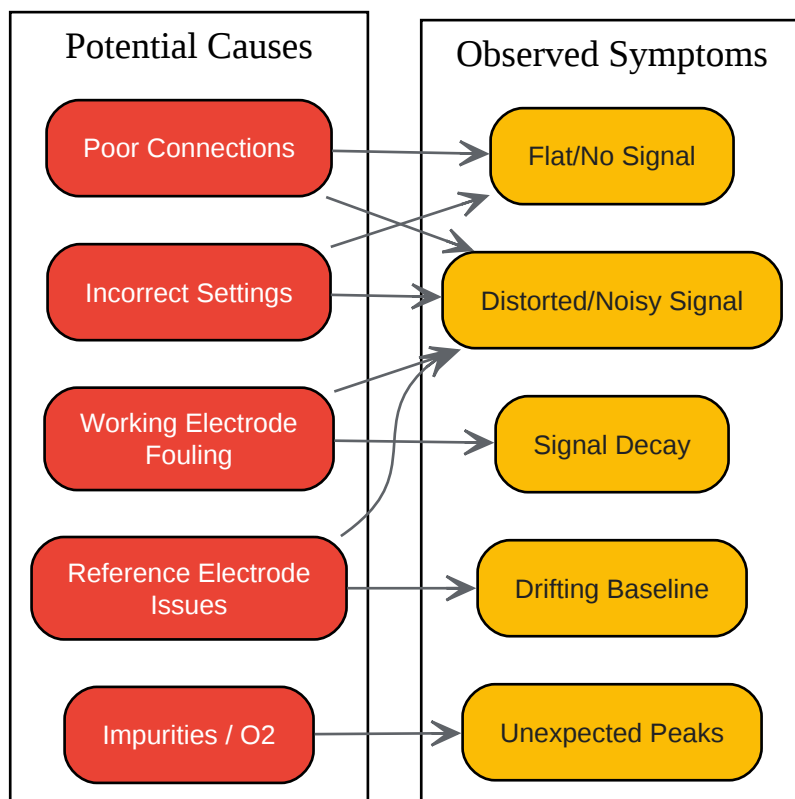 Potential Causes
Poor Connections
Incorrect Settings
Working Electrode
Fouling
Reference Electrode
Issues
Impurities / O2
Observed Symptoms
Flat/No Signal
Distorted/Noisy Signal
Signal Decay
Drifting Baseline
Unexpected Peaks